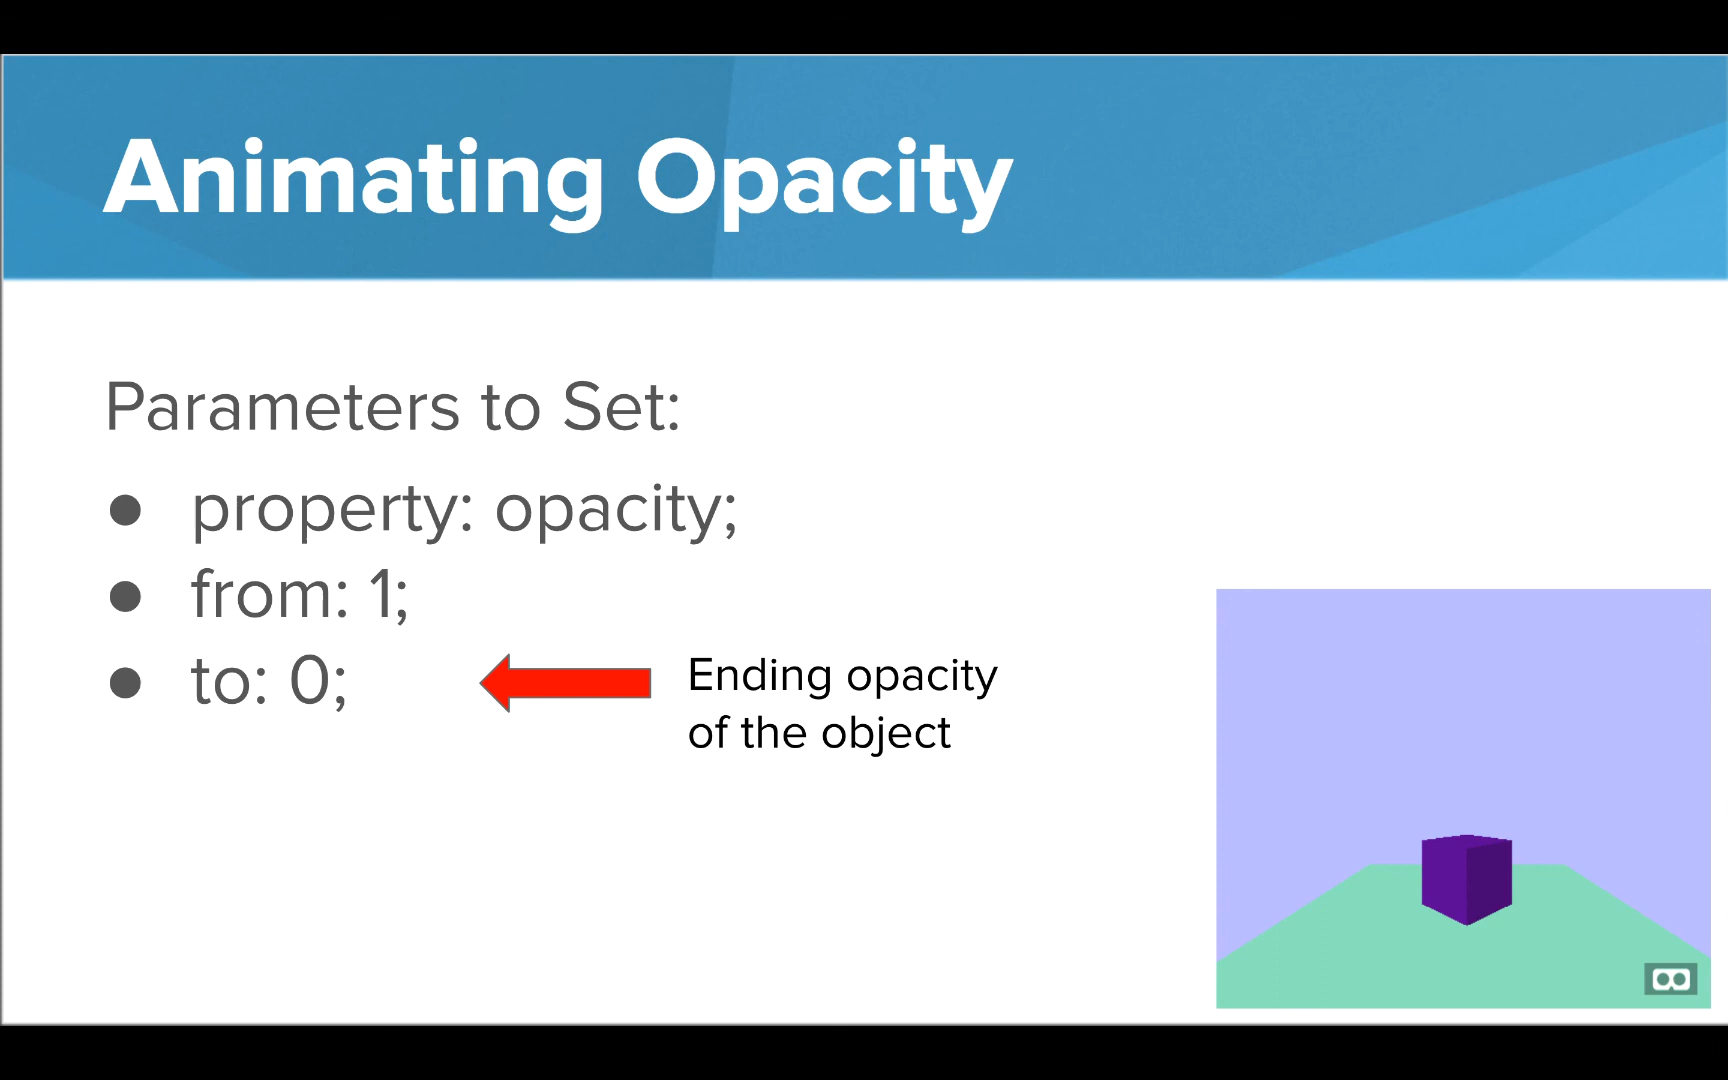 Animating Opacity
Parameters to Set:
● property: opacity;
● from: 1;
● to: 0;
Ending opacity
of the object